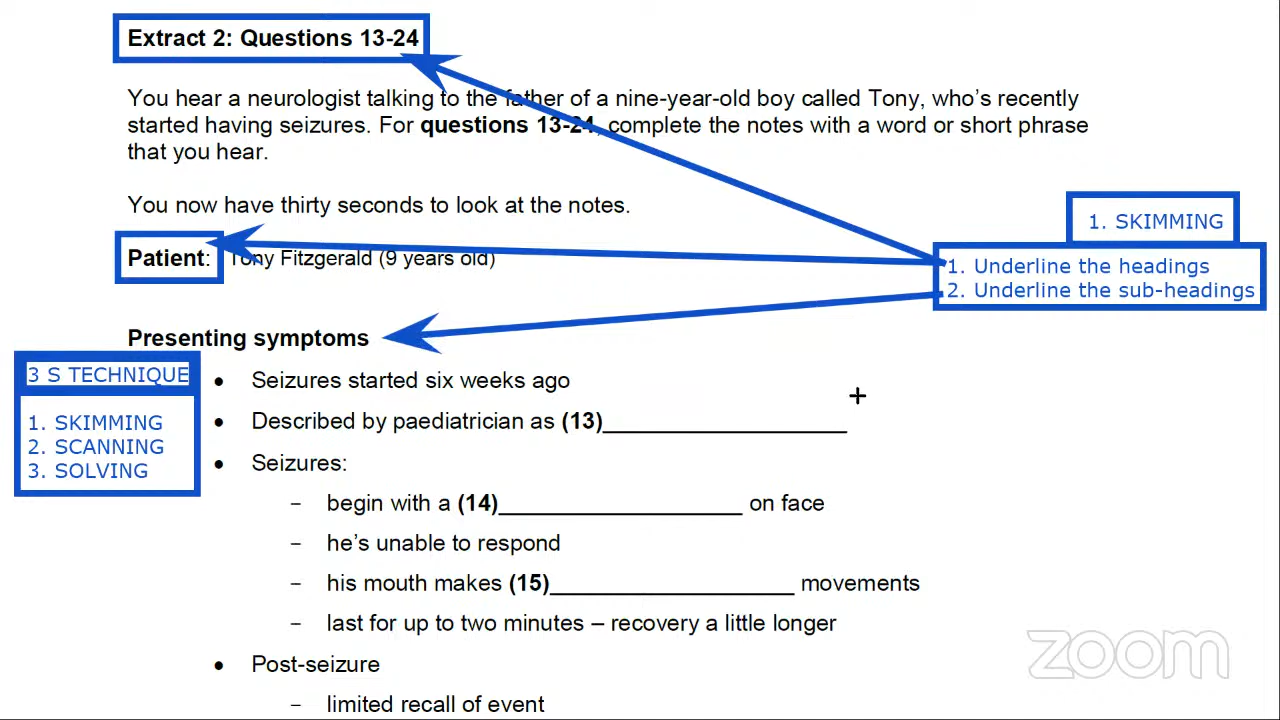 Extract 2: Questions 13-24
You hear a neurologist talking to the father of a nine-year-old boy called Tony, who's recently
started having seizures. For questions 13-24, complete the notes with a word or short phrase
that you hear.
You now have thirty seconds to look at the notes.
1. SKIMMING
Patient: Tony Fitzgerald (9 years old)
1. Underline the headings
2. Underline the sub-headings
Presenting symptoms
3 S TECHNIQUE
1. SKIMMING
2. SCANNING
3. SOLVING
• Seizures started six weeks ago
• Described by paediatrician as (13)____________________
• Seizures:
– begin with a (14)____________________ on face
– he's unable to respond
– his mouth makes (15)____________________ movements
– last for up to two minutes – recovery a little longer
• Post-seizure
– limited recall of event
zoom